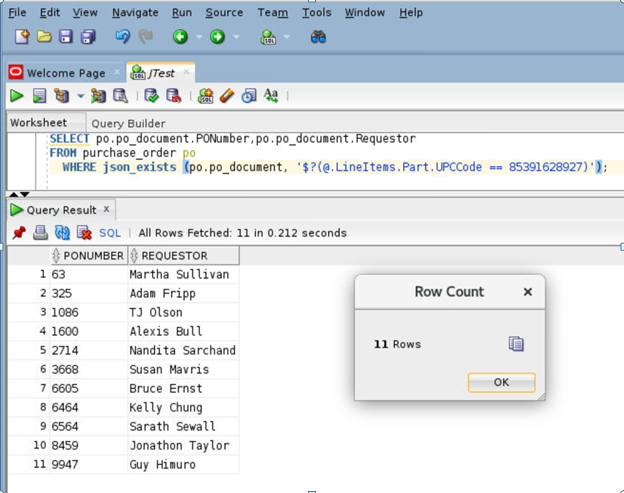 File Edit View Navigate Run Source Team Tools Window Help
Welcome Page × JTest ×
Worksheet Query Builder
SELECT po.po_document.PONumber,po.po_document.Requestor
FROM purchase_order po
WHERE json_exists (po.po_document, '$?(@.LineItems.Part.UPCCode == 85391628927)');
Query Result ×
SQL | All Rows Fetched: 11 in 0.212 seconds
PONUMBER REQUESTOR
1 63 Martha Sullivan
2 325 Adam Fripp
3 1086 TJ Olson
4 1600 Alexis Bull
5 2714 Nandita Sarchand
6 3668 Susan Mavris
7 6605 Bruce Ernst
8 6464 Kelly Chung
9 6564 Sarath Sewall
10 8459 Jonathon Taylor
11 9947 Guy Himuro
Row Count ×
11 Rows
OK